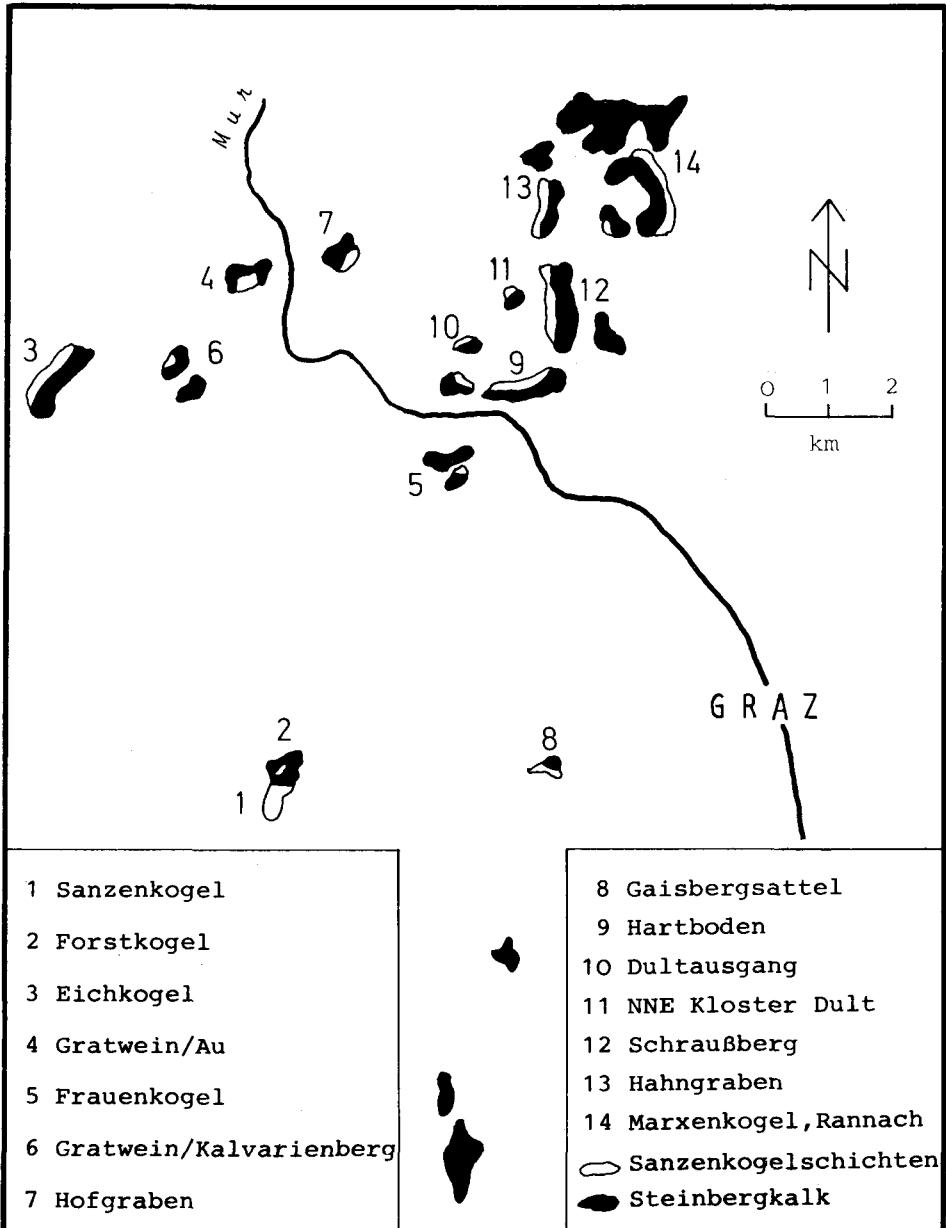 Mur
14
13
7
4
11
12
10
3
6
9
N
0 1 2
km
5
GRAZ
2
8
1
1 Sanzenkogel
2 Forstkogel
3 Eichkogel
4 Gratwein/Au
5 Frauenkogel
6 Gratwein/Kalvarienberg
7 Hofgraben
8 Gaisbergsattel
9 Hartboden
10 Dultausgang
11 NNE Kloster Dult
12 Schraußberg
13 Hahngraben
14 Marxenkogel,Rannach
Sanzenkogelschichten
Steinbergkalk